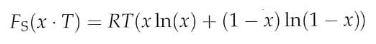 F_S(x · T) = RT(x ln(x) + (1 − x) ln(1 − x))